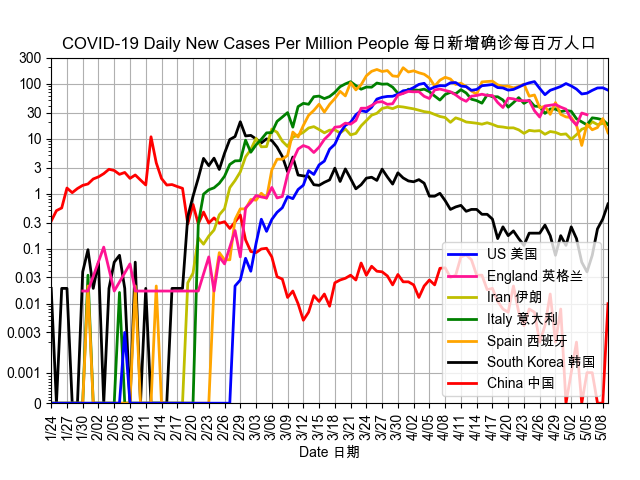 COVID-19 Daily New Cases Per Million People 每日新增确诊每百万人口
300
100
30
10
3
1
0.3
0.1
0.03
0.01
0.003
0.001
0
US 美国
England 英格兰
Iran 伊朗
Italy 意大利
Spain 西班牙
South Korea 韩国
China 中国
1/24 1/27 1/30 2/02 2/05 2/08 2/11 2/14 2/17 2/20 2/23 2/26 2/29 3/03 3/06 3/09 3/12 3/15 3/18 3/21 3/24 3/27 3/30 4/02 4/05 4/08 4/11 4/14 4/17 4/20 4/23 4/26 4/29 5/02 5/05 5/08
Date 日期